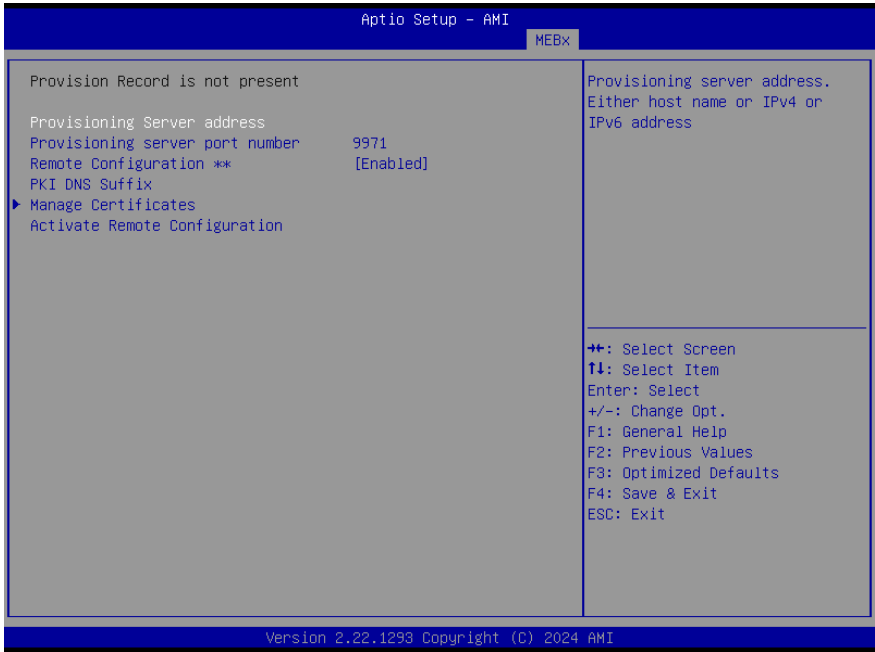 Aptio Setup – AMI
MEBx
Provision Record is not present
Provisioning Server address
Provisioning server port number 9971
Remote Configuration ** [Enabled]
PKI DNS Suffix
Manage Certificates
Activate Remote Configuration
Provisioning server address.
Either host name or IPv4 or
IPv6 address
→←: Select Screen
↑↓: Select Item
Enter: Select
+/-: Change Opt.
F1: General Help
F2: Previous Values
F3: Optimized Defaults
F4: Save & Exit
ESC: Exit
Version 2.22.1293 Copyright (C) 2024 AMI